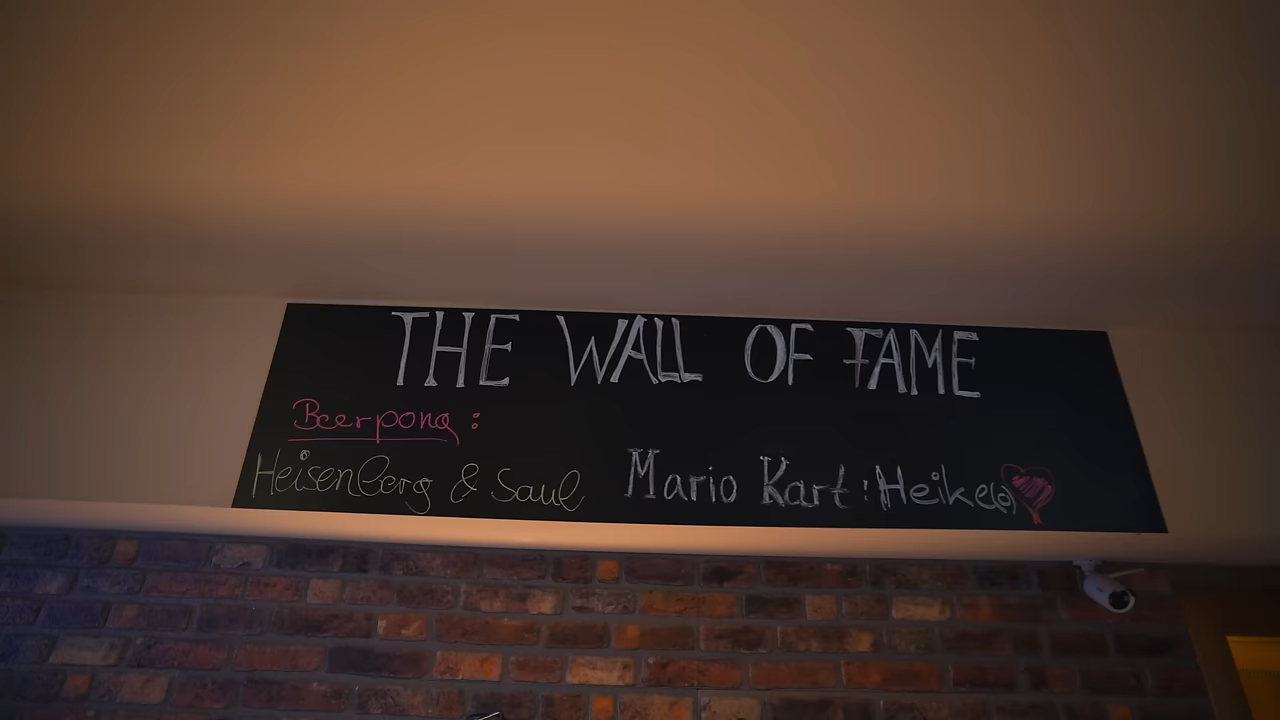 THE WALL OF FAME
Beerpong:
Heisenberg & Saul
Mario Kart: Heike(a)